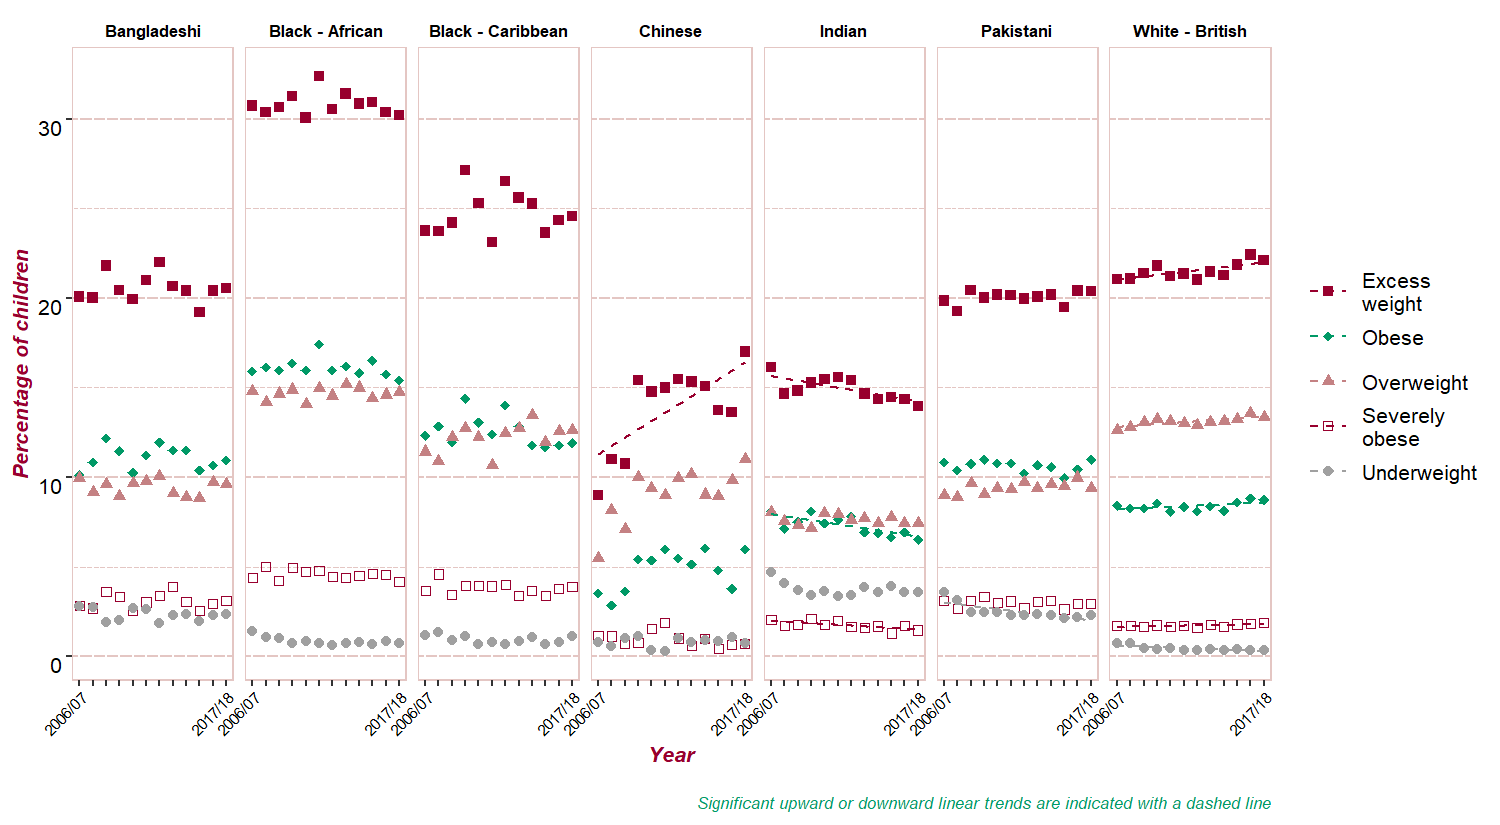 Bangladeshi
Black - African
Black - Caribbean
Chinese
Indian
Pakistani
White - British
Percentage of children
30
20
10
0
2006/07
2017/18
2006/07
2017/18
2006/07
2017/18
2006/07
2017/18
2006/07
2017/18
2006/07
2017/18
2006/07
2017/18
Year
Excess
weight
Obese
Overweight
Severely
obese
Underweight
Significant upward or downward linear trends are indicated with a dashed line